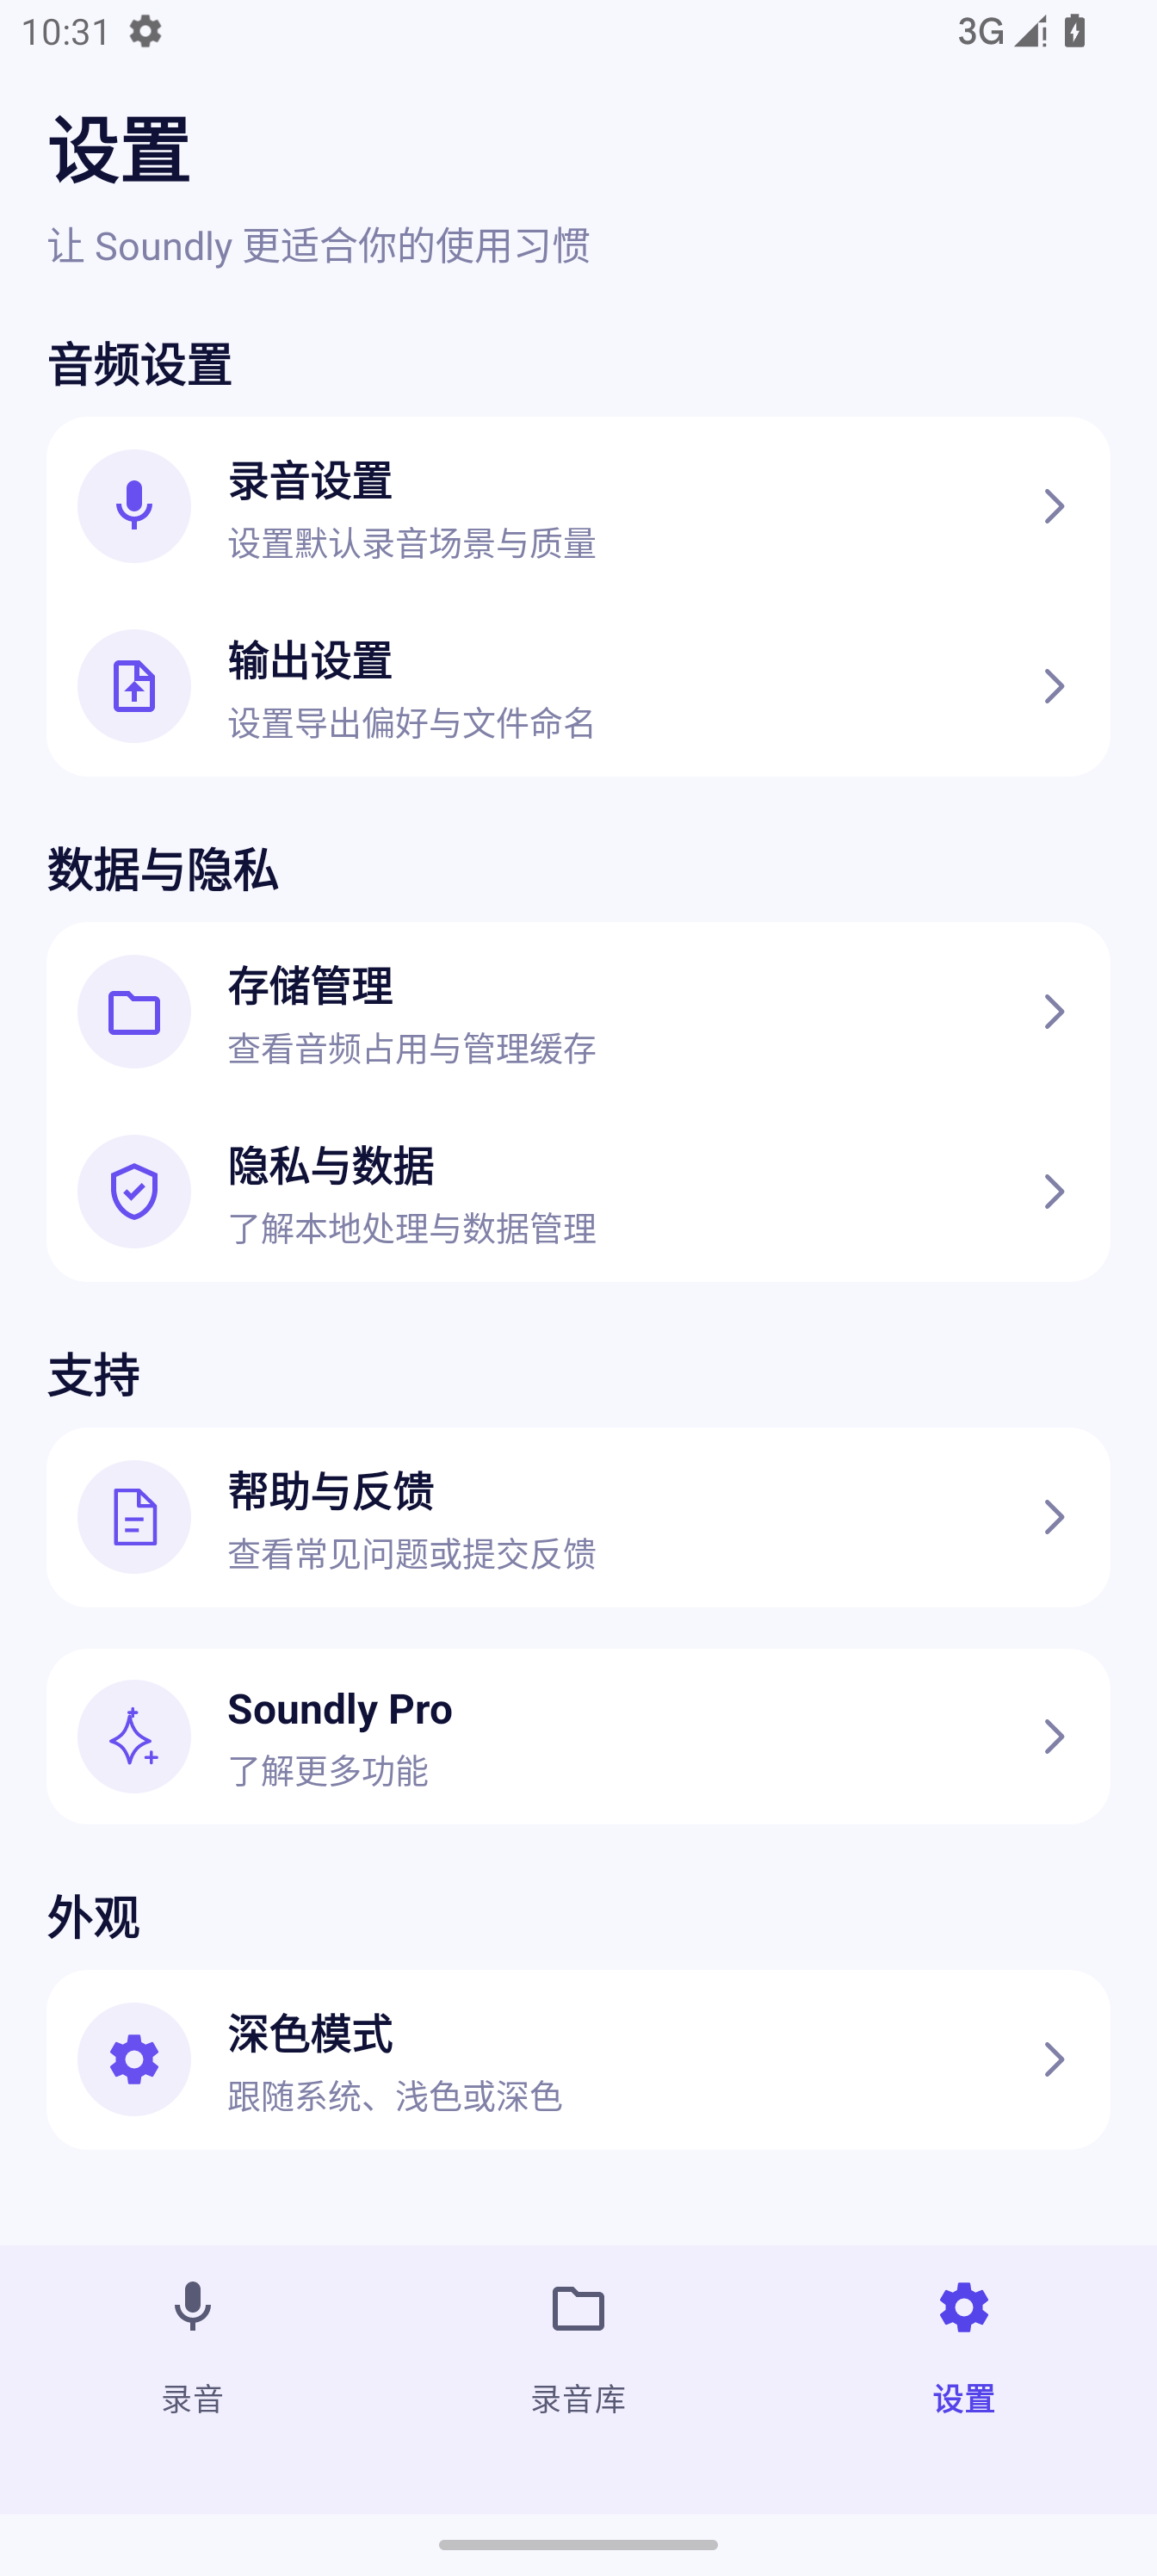 10:31
3G
设置
让 Soundly 更适合你的使用习惯
音频设置
录音设置
设置默认录音场景与质量
输出设置
设置导出偏好与文件命名
数据与隐私
存储管理
查看音频占用与管理缓存
隐私与数据
了解本地处理与数据管理
支持
帮助与反馈
查看常见问题或提交反馈
Soundly Pro
了解更多功能
外观
深色模式
跟随系统、浅色或深色
录音
录音库
设置